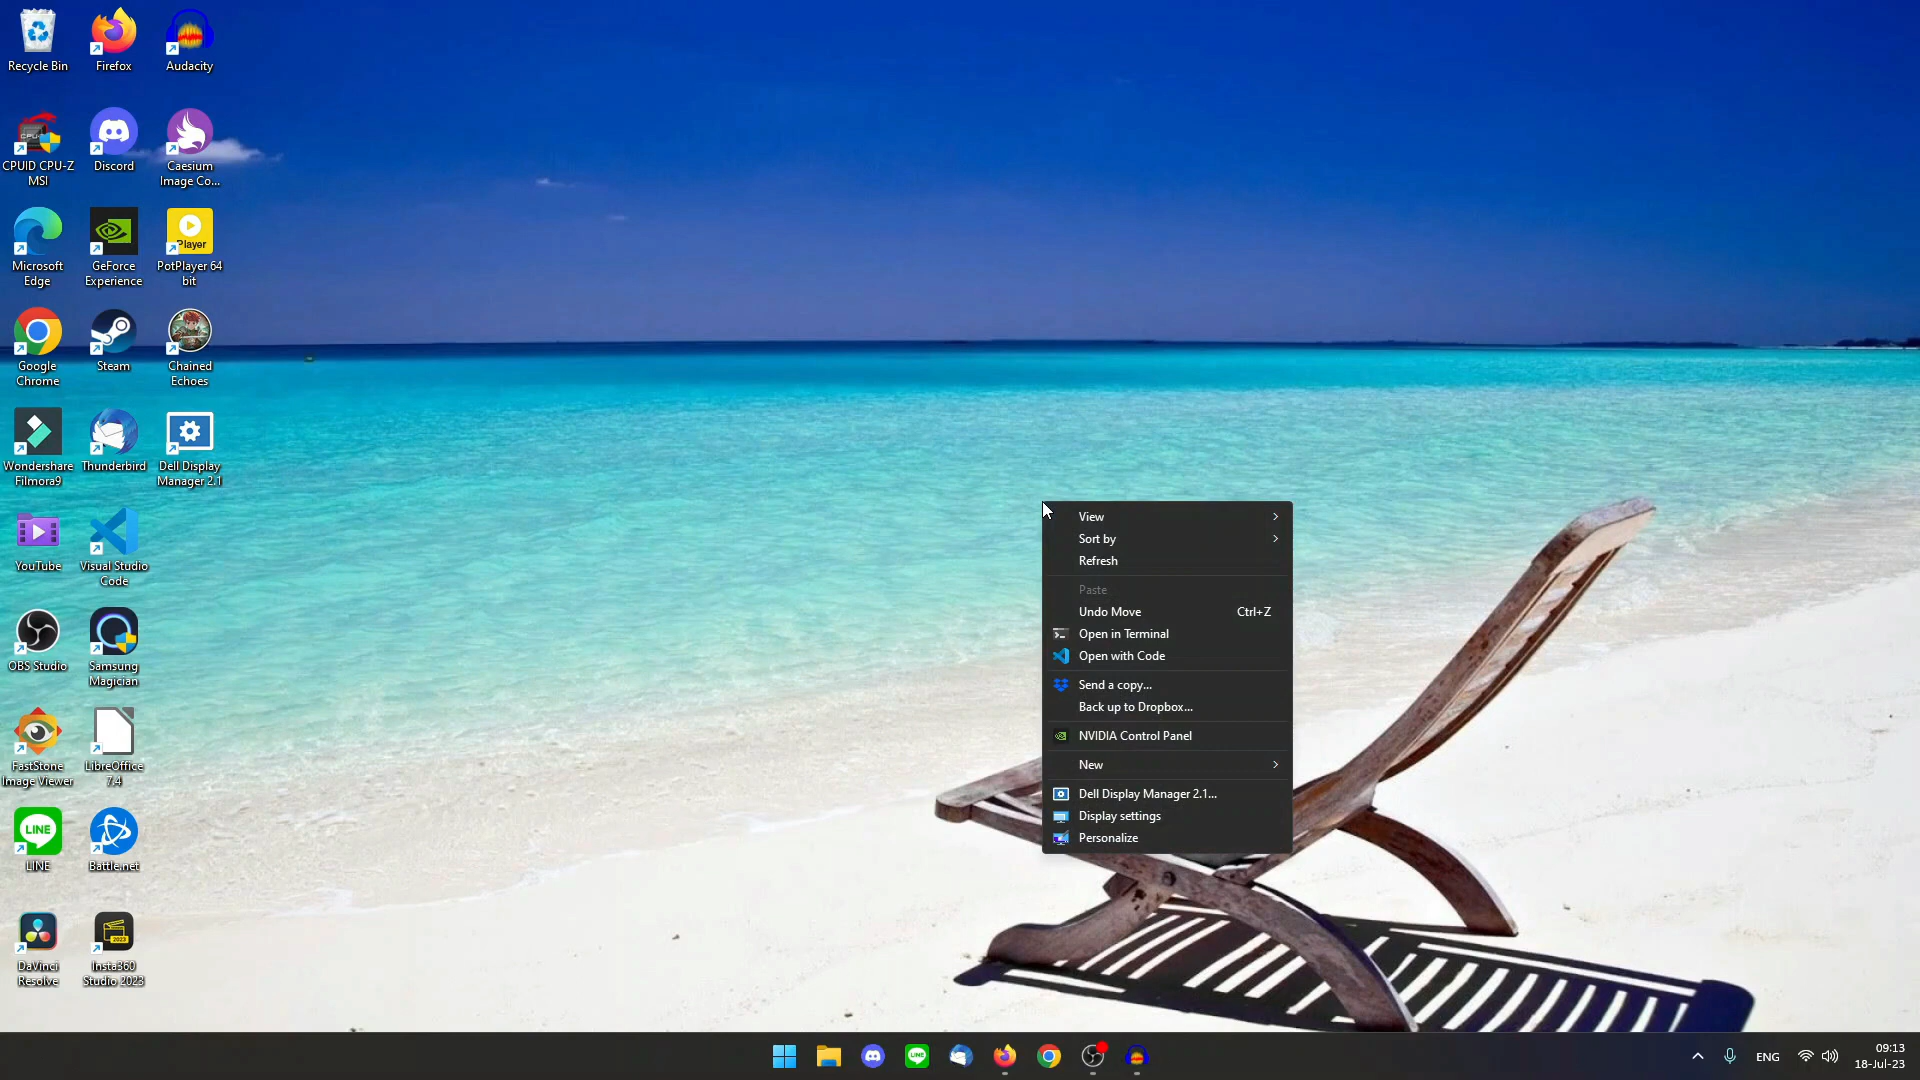 Recycle Bin
Firefox
Audacity
CPUID CPU-Z
MSI
Discord
Caesium
Image Co...
Microsoft
Edge
GeForce
Experience
Player
PotPlayer 64
bit
Google
Chrome
Steam
Chained
Echoes
Wondershare
Filmora9
Thunderbird
Dell Display
Manager 2.1
YouTube
Visual Studio
Code
OBS Studio
Samsung
Magician
FastStone
Image Viewer
LibreOffice
7.4
LINE
LINE
Battle.net
DaVinci
Resolve
2023
Insta360
Studio 2023
View
Sort by
Refresh
Paste
Undo Move Ctrl+Z
Open in Terminal
Open with Code
Send a copy...
Back up to Dropbox...
NVIDIA Control Panel
New
Dell Display Manager 2.1...
Display settings
Personalize
LINE
ENG
09:13
18-Jul-23